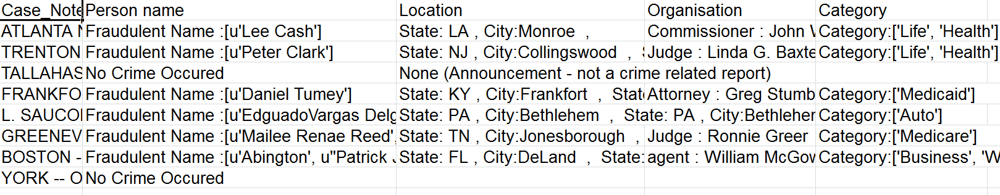 Case_Note Person name Location Organisation Category
ATLANTA N Fraudulent Name :[u'Lee Cash'] State: LA , City:Monroe , Commissioner : John W Category:['Life', 'Health']
TRENTON Fraudulent Name :[u'Peter Clark'] State: NJ , City:Collingswood , S Judge : Linda G. Baxte Category:['Life', 'Health']
TALLAHAS No Crime Occured None (Announcement - not a crime related report)
FRANKFO Fraudulent Name :[u'Daniel Tumey'] State: KY , City:Frankfort , State Attorney : Greg Stumb Category:['Medicaid']
L. SAUCO Fraudulent Name :[u'EdguadoVargas Delg State: PA , City:Bethlehem , State: PA , City:Bethleher Category:['Auto']
GREENEV Fraudulent Name :[u'Mailee Renae Reed', State: TN , City:Jonesborough , Judge : Ronnie Greer Category:['Medicare']
BOSTON - Fraudulent Name :[u'Abington', u"Patrick J State: FL , City:DeLand , State: agent : William McGow Category:['Business', 'W
YORK -- O No Crime Occured